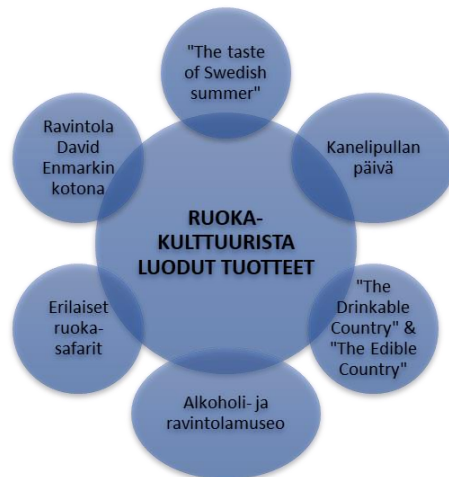 "The taste
of Swedish
summer"
Kanelipullan
päivä
"The
Drinkable
Country" &
"The Edible
Country"
Alkoholi- ja
ravintolamuseo
Erilaiset
ruoka-
safarit
Ravintola
David
Enmarkin
kotona
RUOKA-
KULTTUURISTA
LUODUT TUOTTEET